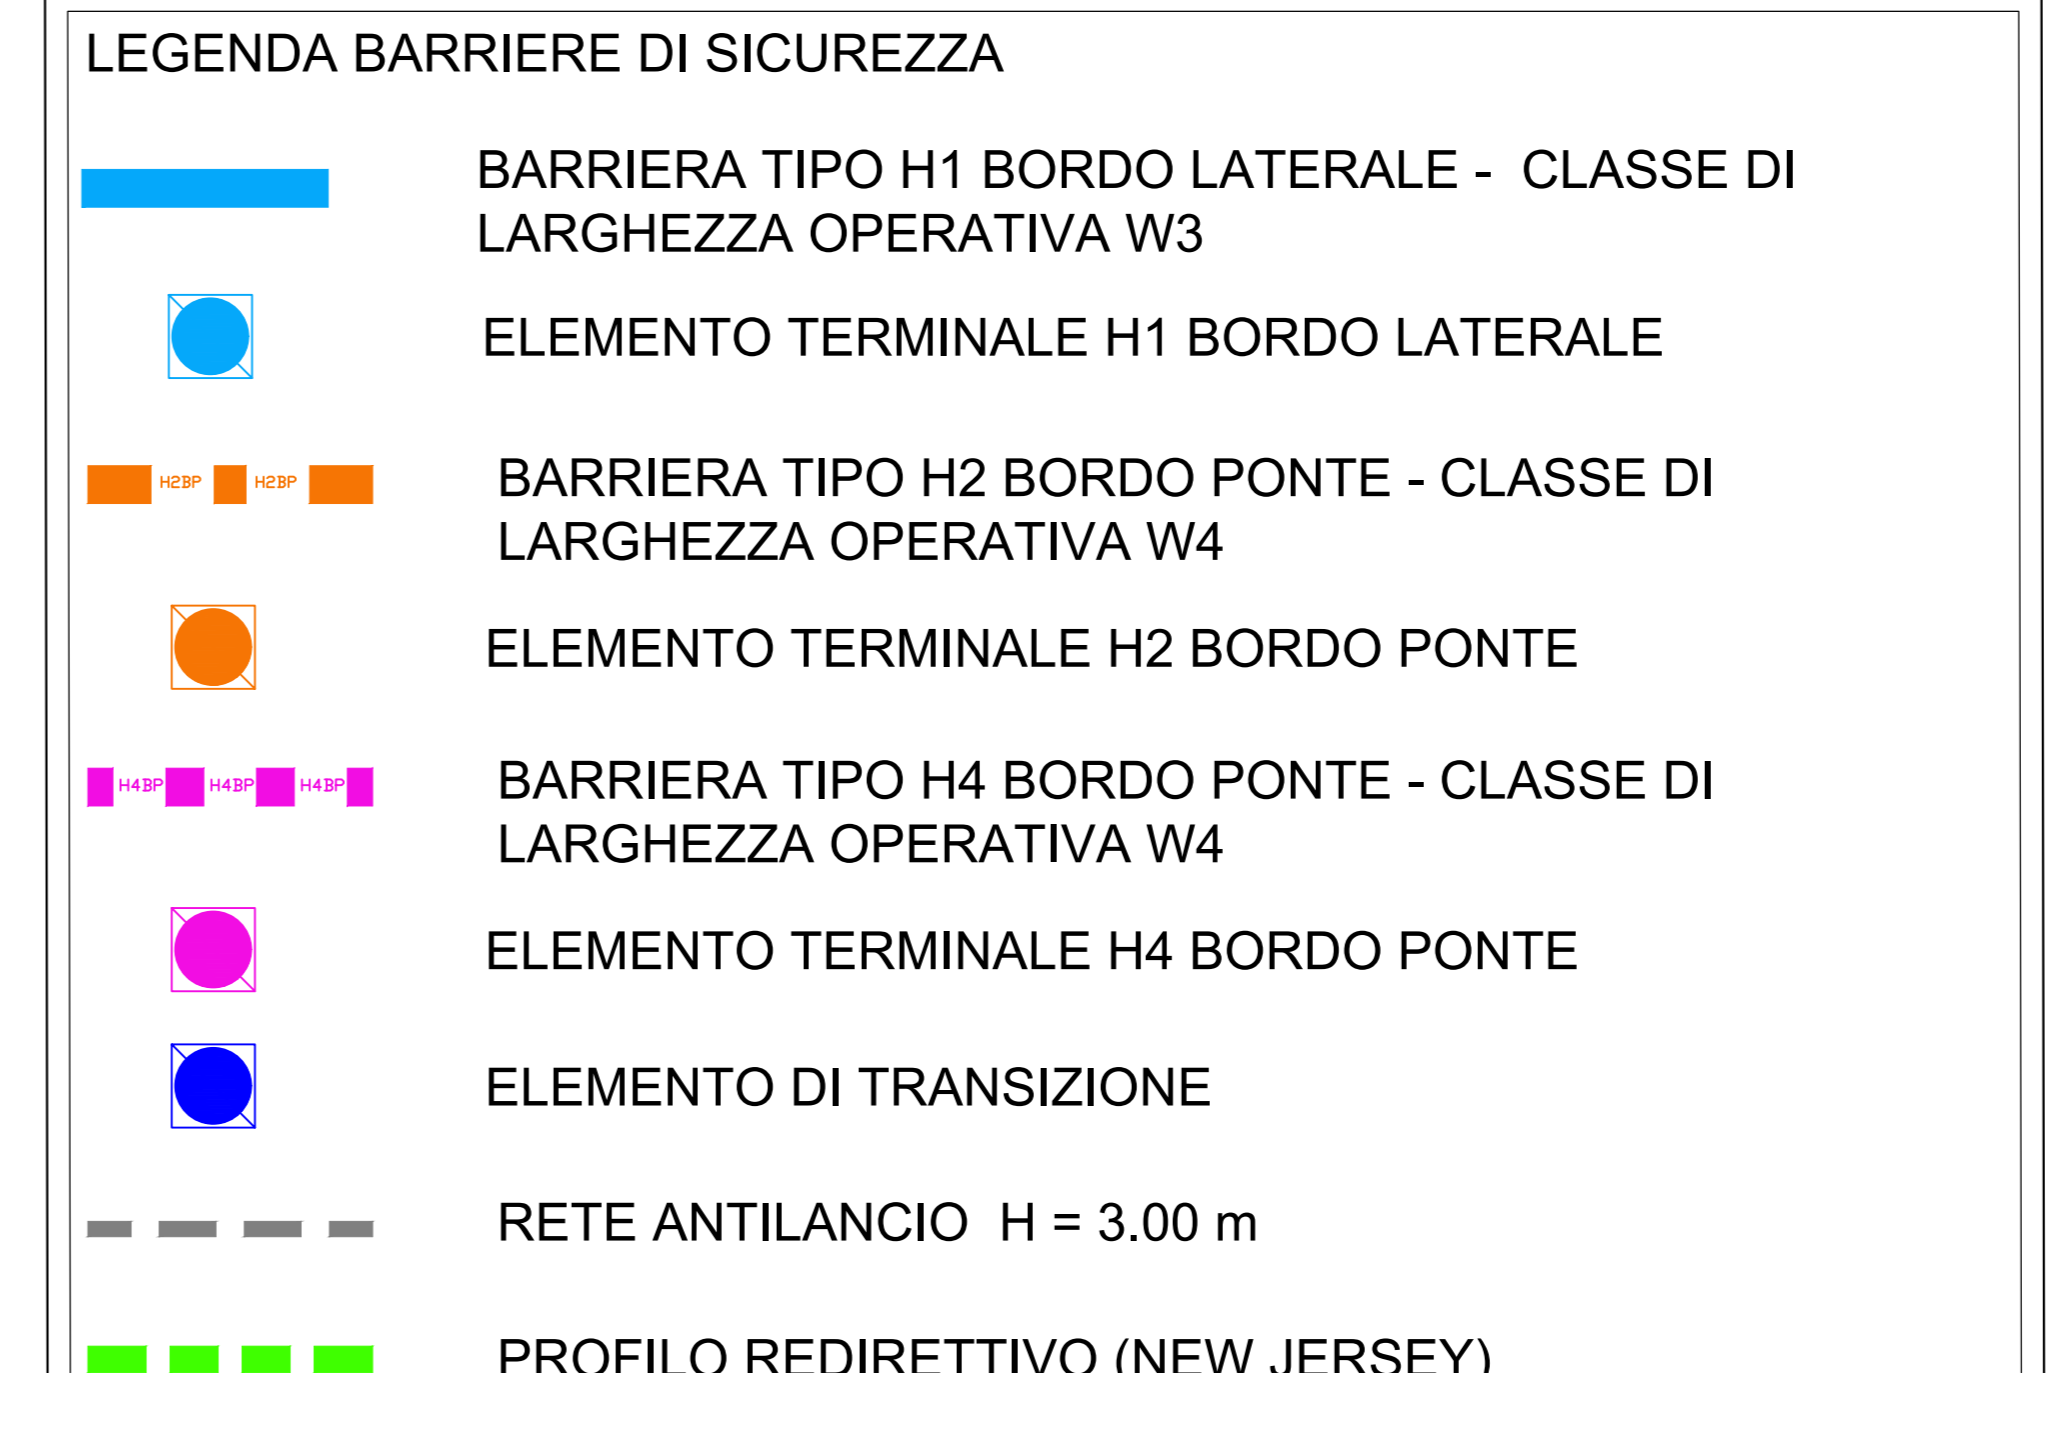 LEGENDA BARRIERE DI SICUREZZA
BARRIERA TIPO H1 BORDO LATERALE - CLASSE DI
LARGHEZZA OPERATIVA W3
ELEMENTO TERMINALE H1 BORDO LATERALE
H2BP H2BP
BARRIERA TIPO H2 BORDO PONTE - CLASSE DI
LARGHEZZA OPERATIVA W4
ELEMENTO TERMINALE H2 BORDO PONTE
H4BP H4BP H4BP
BARRIERA TIPO H4 BORDO PONTE - CLASSE DI
LARGHEZZA OPERATIVA W4
ELEMENTO TERMINALE H4 BORDO PONTE
ELEMENTO DI TRANSIZIONE
RETE ANTILANCIO H = 3.00 m
PROFILO REDIRETTIVO (NEW JERSEY)